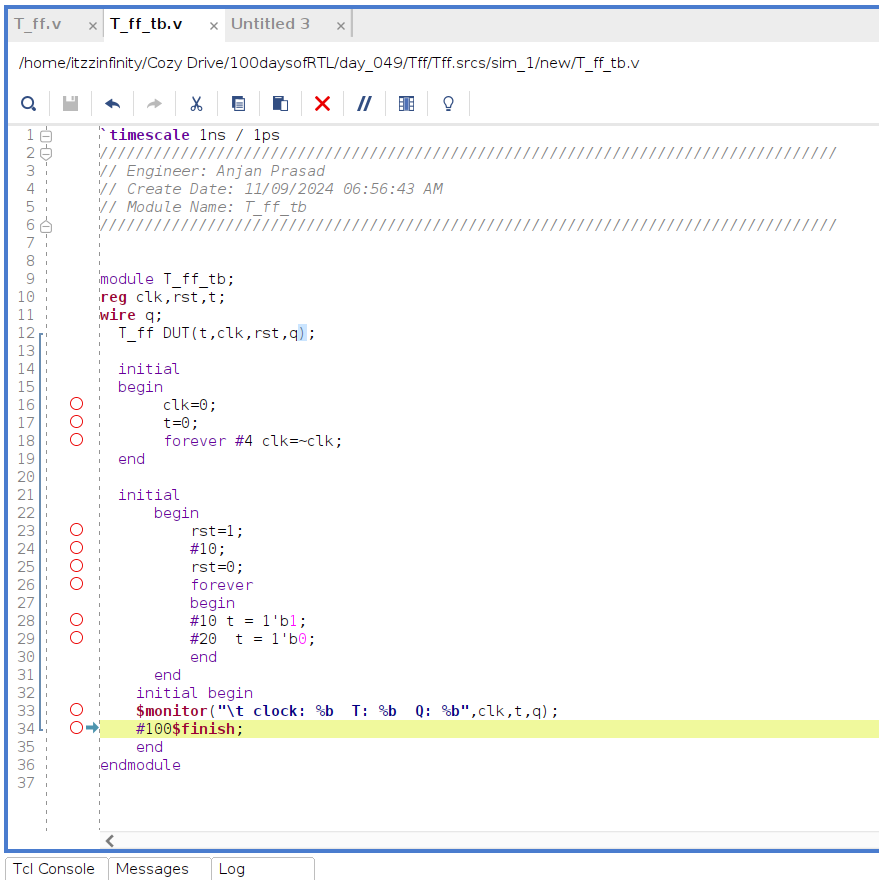 T_ff.v × T_ff_tb.v × Untitled 3 ×
/home/itzzinfinity/Cozy Drive/100daysofRTL/day_049/Tff/Tff.srcs/sim_1/new/T_ff_tb.v
1 `timescale 1ns / 1ps
2 //////////////////////////////////////////////////////////////////////////////////
3 // Engineer: Anjan Prasad
4 // Create Date: 11/09/2024 06:56:43 AM
5 // Module Name: T_ff_tb
6 //////////////////////////////////////////////////////////////////////////////////
7
8
9 module T_ff_tb;
10 reg clk,rst,t;
11 wire q;
12   T_ff DUT(t,clk,rst,q);
13
14   initial
15   begin
16        clk=0;
17        t=0;
18        forever #4 clk=~clk;
19   end
20
21   initial
22       begin
23           rst=1;
24           #10;
25           rst=0;
26           forever
27           begin
28           #10 t = 1'b1;
29           #20  t = 1'b0;
30           end
31       end
32     initial begin
33     $monitor("\t clock: %b  T: %b  Q: %b",clk,t,q);
34     #100$finish;
35     end
36 endmodule
37
Tcl Console Messages Log